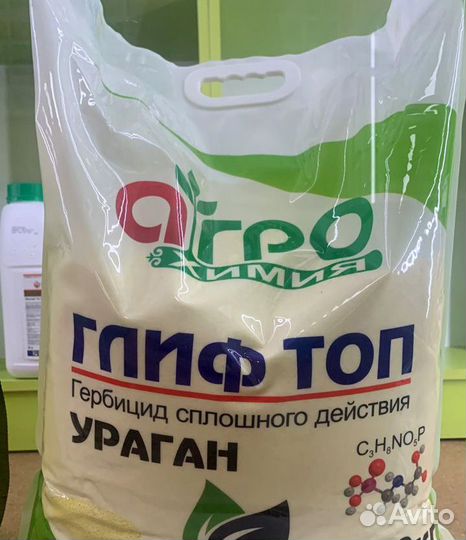 агро
химия
ГЛИФ ТОП
Гербицид сплошного действия
УРАГАН
C₃H₈NO₅P
Avito